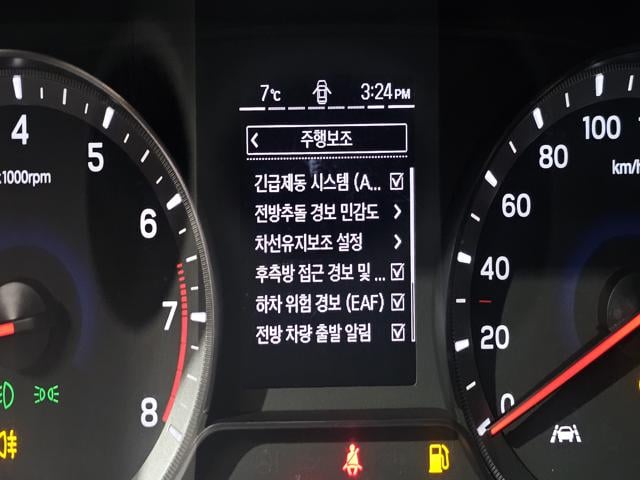 7℃ 3:24 PM
주행보조
긴급제동 시스템 (A...
전방추돌 경보 민감도
차선유지보조 설정
후측방 접근 경보 및 ...
하차 위험 경보 (EAF)
전방 차량 출발 알림
4
5
6
7
8
x1000rpm
100
80
60
40
20
0
km/h